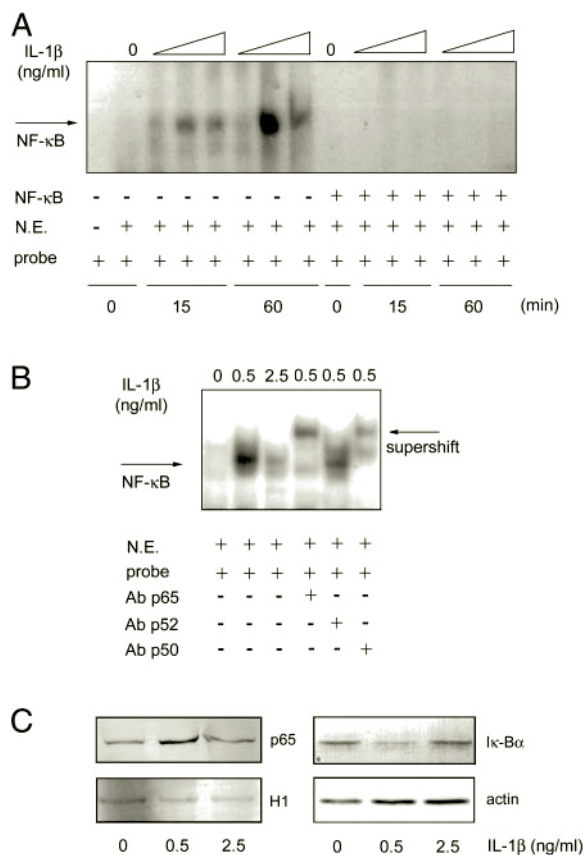 A
IL-1β (ng/ml) 0 0
NF-κB
NF-κB - - - - - - - - + + + + + + +
N.E. - + + + + + + + + + + + + + +
probe + + + + + + + + + + + + + + +
0 15 60 0 15 60 (min)
B
IL-1β (ng/ml) 0 0.5 2.5 0.5 0.5 0.5
supershift
NF-κB
N.E. + + + + + +
probe + + + + + +
Ab p65 - - - + - -
Ab p52 - - - - + -
Ab p50 - - - - - +
C
p65 Iκ-Bα
H1 actin
0 0.5 2.5 0 0.5 2.5 IL-1β (ng/ml)